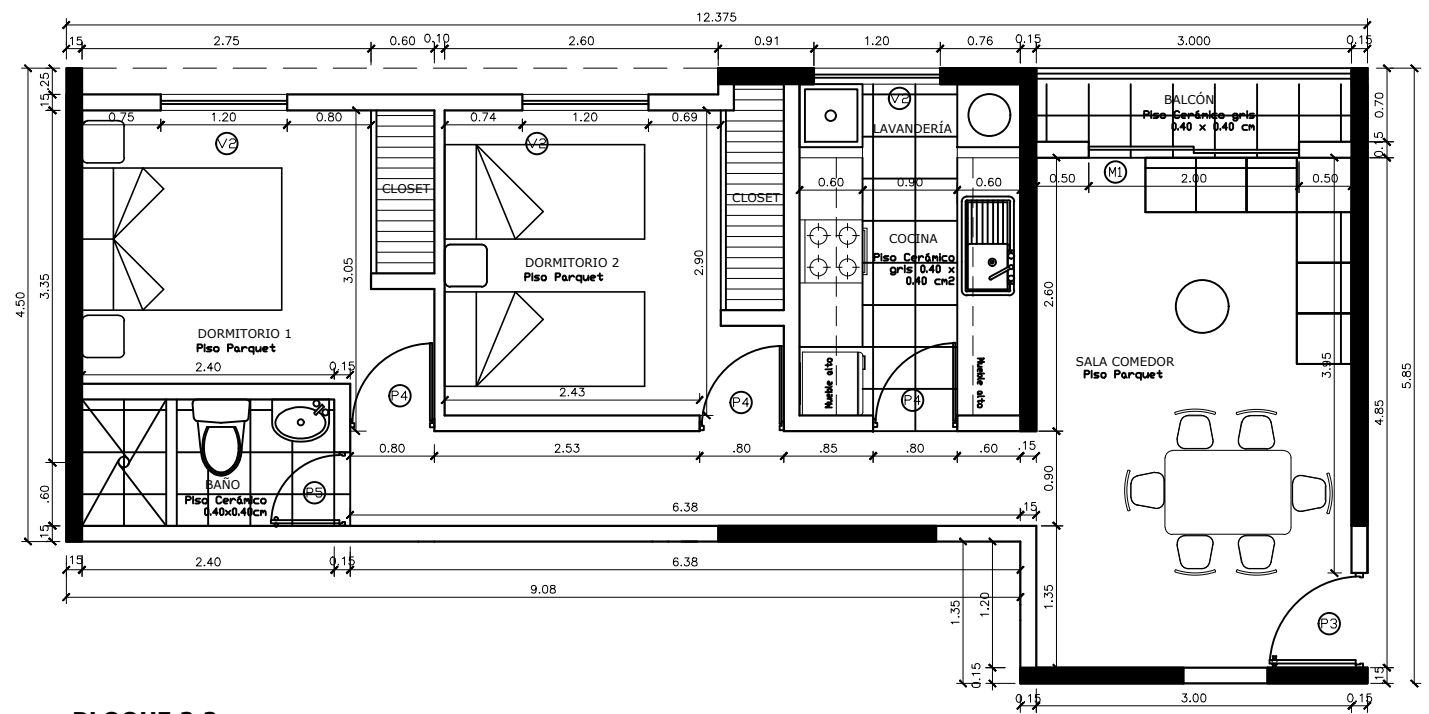 12.375
.15 2.75 0.60 0.10 2.60 0.91 1.20 0.76 0.15 3.000 0.15
.25
.15
0.75 1.20 0.80 0.74 1.20 0.69
V2 V2 V2
BALCÓN
Piso Cerámico gris
0.40 x 0.40 cm
0.70
0.15
LAVANDERÍA
M1
0.50 2.00 0.50
0.60 0.90 0.60
CLOSET
CLOSET
COCINA
Piso Cerámico
gris 0.40 x
0.40 cm2
DORMITORIO 2
Piso Parquet
3.05
2.90
2.60
3.35
4.50
DORMITORIO 1
Piso Parquet
2.40 0.15
SALA COMEDOR
Piso Parquet
3.95
5.85
4.85
Mueble alto
Mueble alto
2.43
P4
P4
P4
0.80 2.53 .80 .85 .80 .60 .15
BAÑO
Piso Cerámico
0.40x0.40cm
P5
.60
.15
0.90
6.38 .15
.15 2.40 0.15 6.38
9.08
1.35
1.20
1.35
0.15
P3
.15
0.15 3.00 0.15